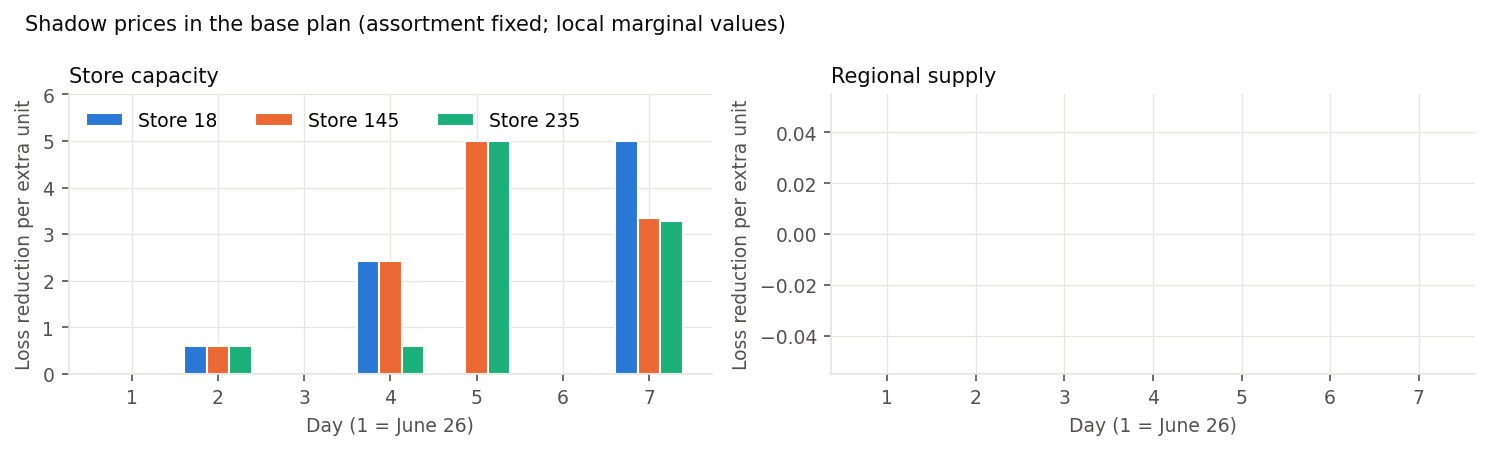 Shadow prices in the base plan (assortment fixed; local marginal values)
Store capacity
Loss reduction per extra unit
6
5
4
3
2
1
0
Store 18
Store 145
Store 235
1 2 3 4 5 6 7
Day (1 = June 26)
Regional supply
Loss reduction per extra unit
0.04
0.02
0.00
−0.02
−0.04
1 2 3 4 5 6 7
Day (1 = June 26)